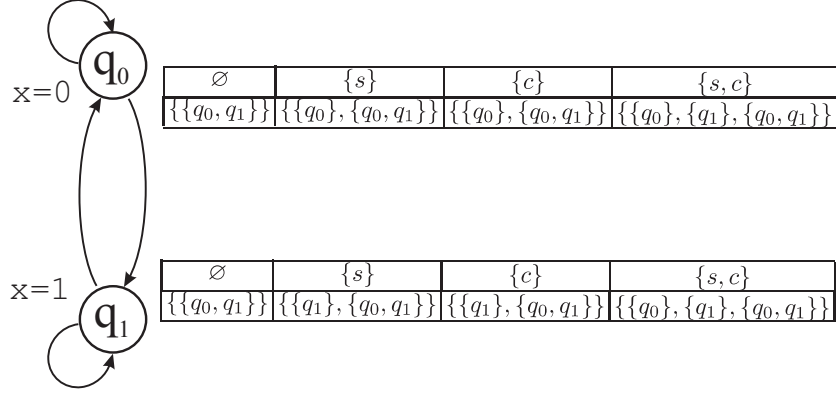 q₀
x=0
∅ {s} {c} {s, c}
{{q₀, q₁}} {{q₀}, {q₀, q₁}} {{q₀}, {q₀, q₁}} {{q₀}, {q₁}, {q₀, q₁}}
x=1
q₁
∅ {s} {c} {s, c}
{{q₀, q₁}} {{q₁}, {q₀, q₁}} {{q₁}, {q₀, q₁}} {{q₀}, {q₁}, {q₀, q₁}}